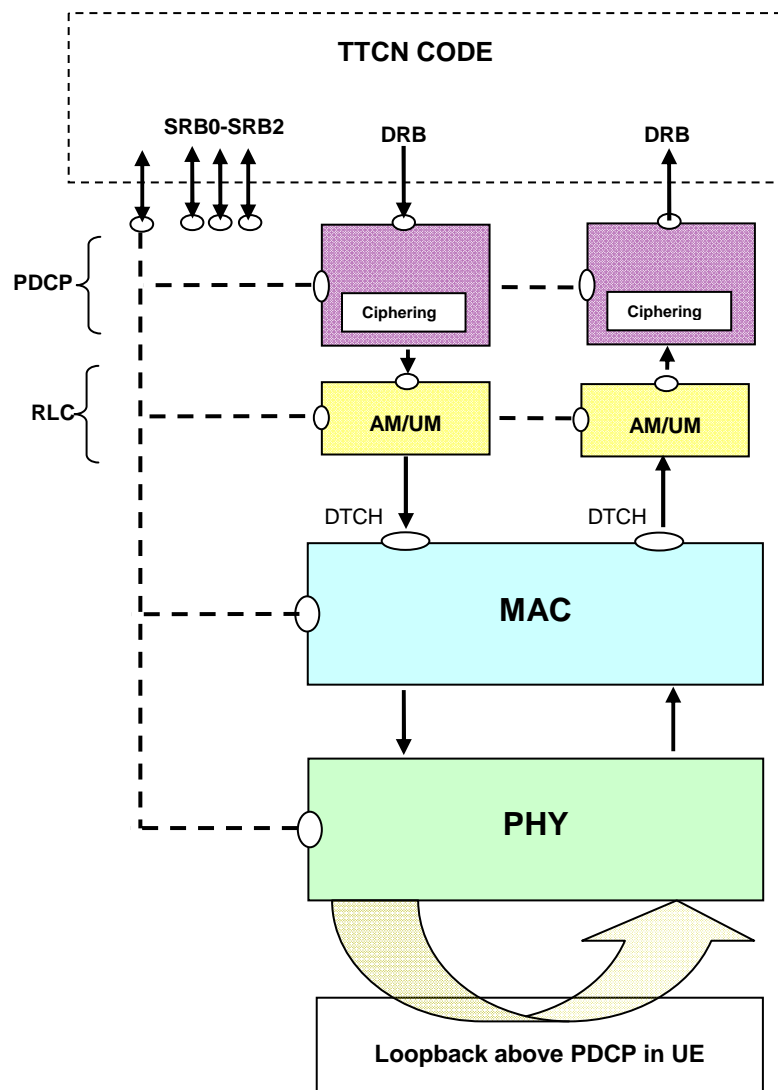 TTCN CODE
SRB0-SRB2
DRB
DRB
PDCP
Ciphering
Ciphering
RLC
AM/UM
AM/UM
DTCH
DTCH
MAC
PHY
Loopback above PDCP in UE